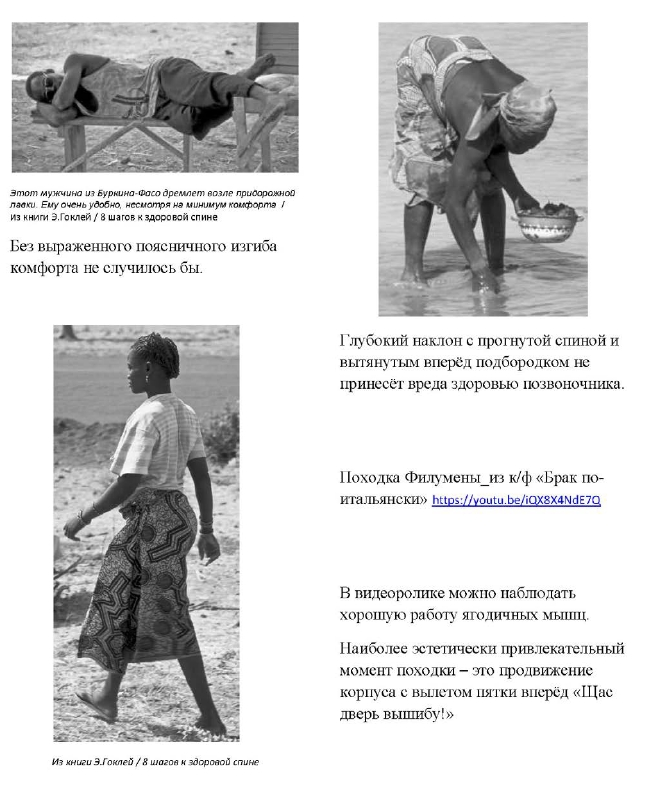 Этот мужчина из Буркина-Фасо дремлет возле придорожной
лавки. Ему очень удобно, несмотря на минимум комфорта /
Из книги Э.Гоклей / 8 шагов к здоровой спине
Без выраженного поясничного изгиба
комфорта не случилось бы.
Из книги Э.Гоклей / 8 шагов к здоровой спине
Глубокий наклон с прогнутой спиной и
вытянутым вперёд подбородком не
принесёт вреда здоровью позвоночника.
Походка Филумены_из к/ф «Брак по-
итальянски» https://youtu.be/iQX8X4NdE7Q
В видеоролике можно наблюдать
хорошую работу ягодичных мышц.
Наиболее эстетически привлекательный
момент походки – это продвижение
корпуса с вылетом пятки вперёд «Щас
дверь вышибу!»